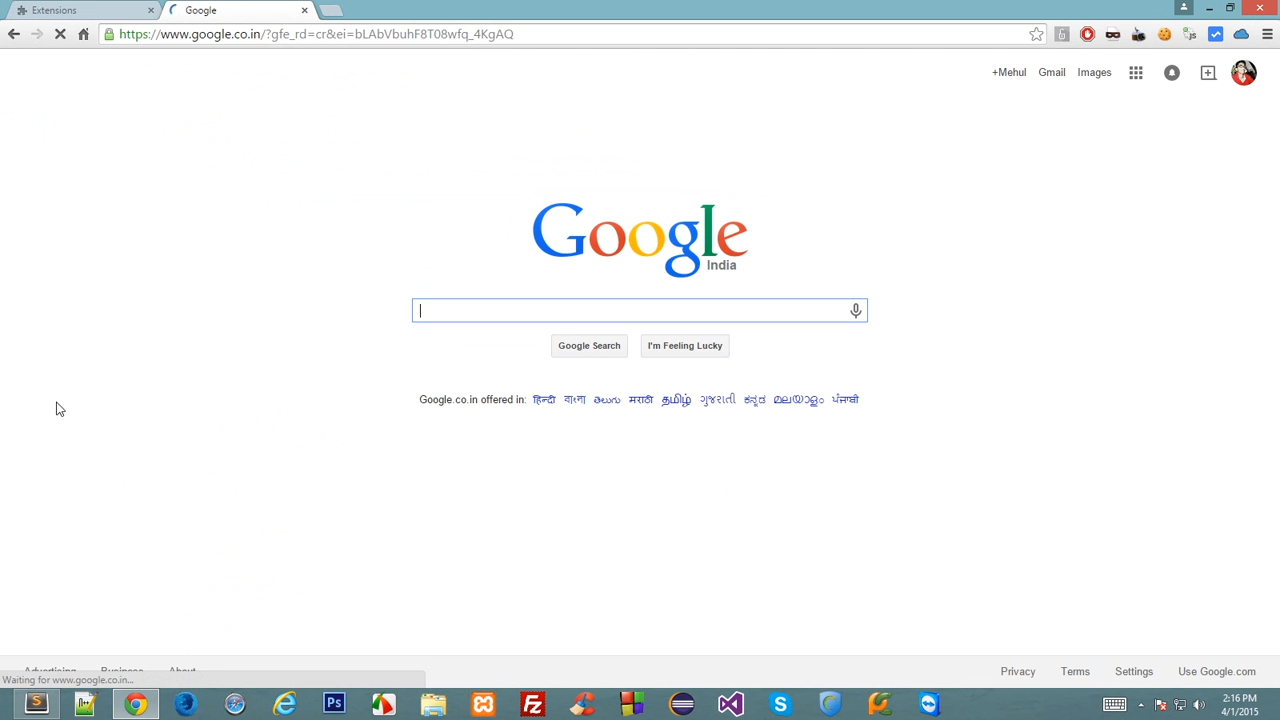 Extensions
Google
https://www.google.co.in/?gfe_rd=cr&ei=bLAbVbuhF8T08wfq_4KgAQ
+Mehul Gmail Images
Google
India
Google Search I'm Feeling Lucky
Google.co.in offered in: हिन्दी বাংলা తెలుగు मराठी தமிழ் ગુજરાતી ಕನ್ನಡ മലയാളം ਪੰਜਾਬੀ
Advertising Business About Privacy Terms Settings Use Google.com
Waiting for www.google.co.in...
Ps
2:16 PM
4/1/2015